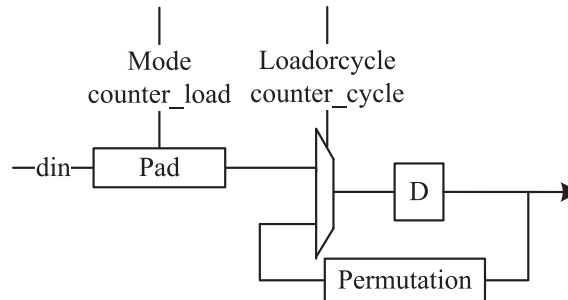 Mode
counter_load
Loadorcycle
counter_cycle
din
Pad
D
Permutation